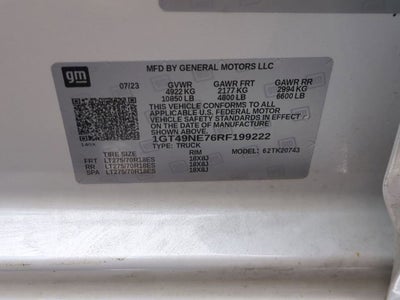 MFD BY GENERAL MOTORS LLC
gm
07/23 GVWR GAWR FRT GAWR RR
4922 KG 2177 KG 2994 KG
10850 LB 4800 LB 6600 LB
THIS VEHICLE CONFORMS TO ALL
APPLICABLE U.S. FEDERAL MOTOR
VEHICLE SAFETY STANDARDS IN EFFECT
ON THE DATE OF MANUFACTURE SHOWN ABOVE.
1GT49NE76RF199222
TYPE: TRUCK MODEL: 62TK20743
TIRE SIZE RIM
FRT LT275/70R18ES 18X8J
RR LT275/70R18ES 18X8J
SPA LT275/70R18ES 18X8J